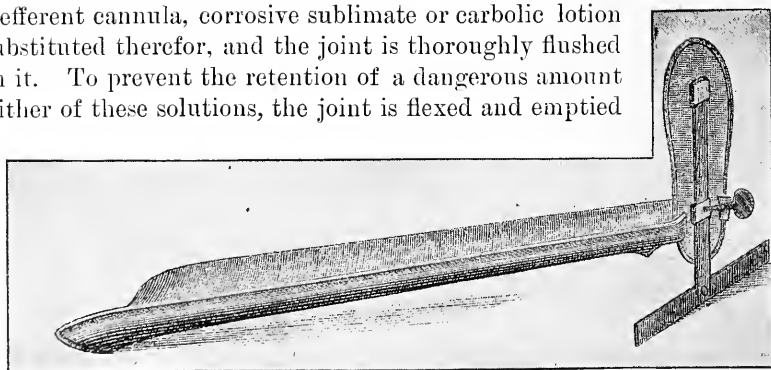 efferent cannula, corrosive sublimate or carbolic lotion
ubstituted therefor, and the joint is thoroughly flushed
it. To prevent the retention of a dangerous amount
ither of these solutions, the joint is flexed and emptied